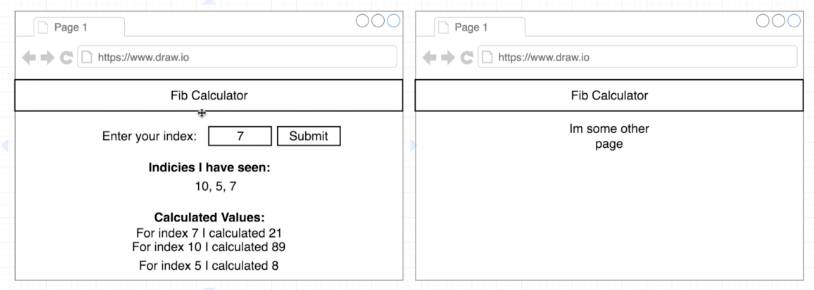 Page 1
https://www.draw.io
Fib Calculator
Enter your index: 7 Submit
Indicies I have seen:
10, 5, 7
Calculated Values:
For index 7 I calculated 21
For index 10 I calculated 89
For index 5 I calculated 8
Page 1
https://www.draw.io
Fib Calculator
Im some other
page